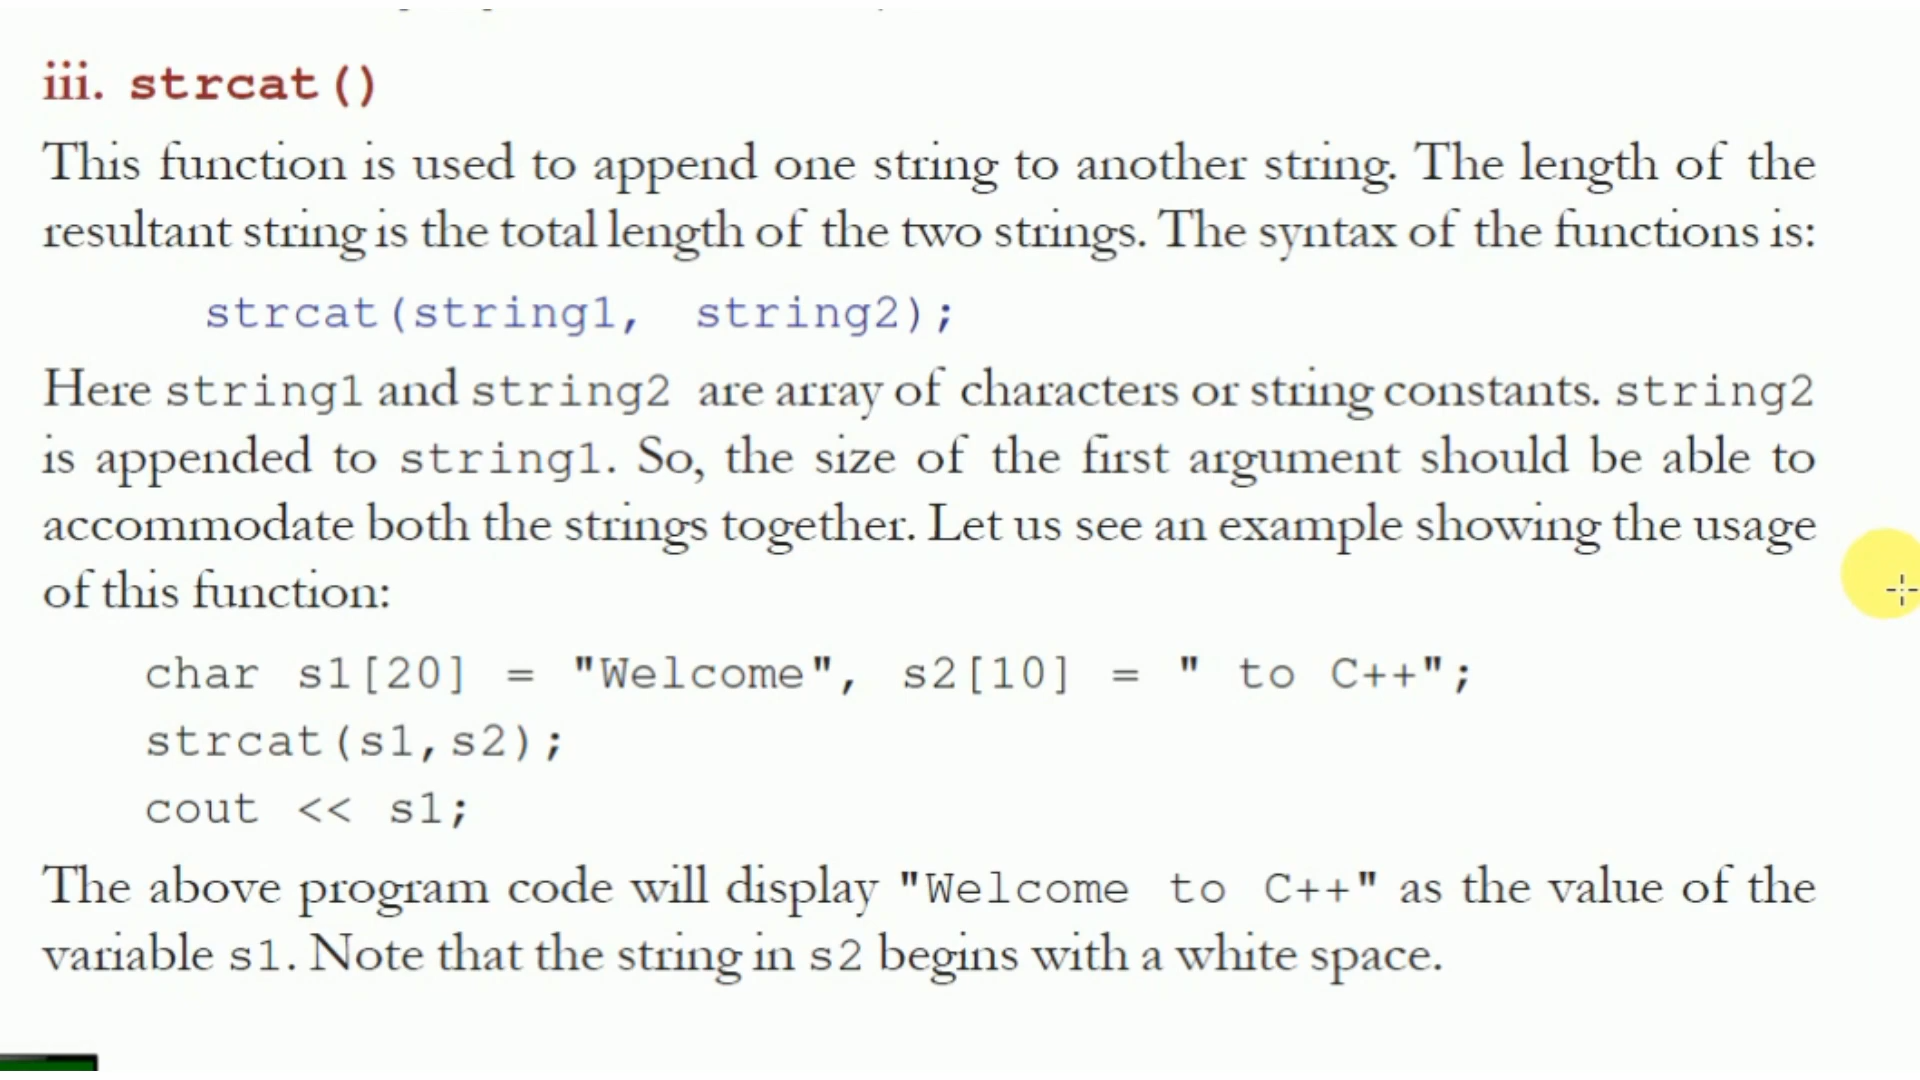 iii. strcat()
This function is used to append one string to another string. The length of the
resultant string is the total length of the two strings. The syntax of the functions is:
strcat(string1, string2);
Here string1 and string2 are array of characters or string constants. string2
is appended to string1. So, the size of the first argument should be able to
accommodate both the strings together. Let us see an example showing the usage
of this function:
char s1[20] = "Welcome", s2[10] = " to C++";
strcat(s1,s2);
cout << s1;
The above program code will display "Welcome to C++" as the value of the
variable s1. Note that the string in s2 begins with a white space.